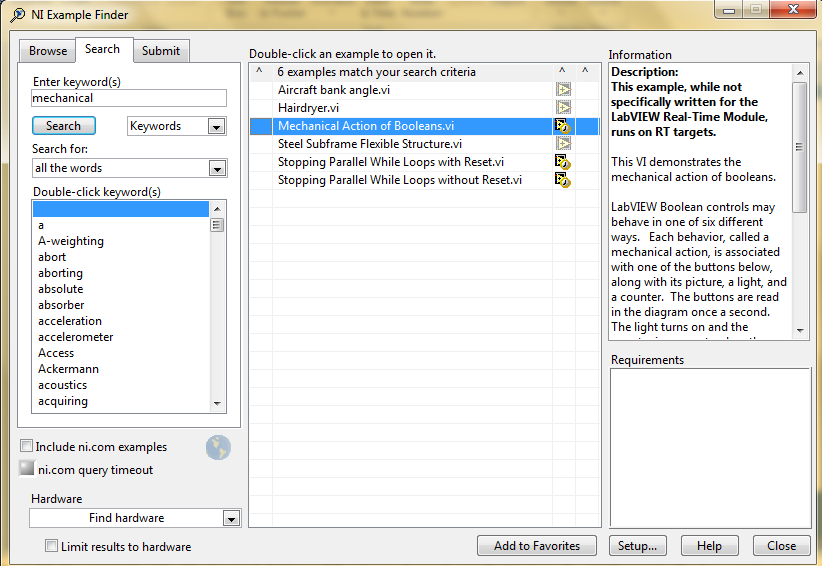 NI Example Finder
Browse
Search
Submit
Enter keyword(s)
mechanical
Search
Keywords
Search for:
all the words
Double-click keyword(s)
a
A-weighting
abort
aborting
absolute
absorber
acceleration
accelerometer
Access
Ackermann
acoustics
acquiring
Include ni.com examples
ni.com query timeout
Hardware
Find hardware
Limit results to hardware
Double-click an example to open it.
^ 6 examples match your search criteria ^ ^
Aircraft bank angle.vi
Hairdryer.vi
Mechanical Action of Booleans.vi
Steel Subframe Flexible Structure.vi
Stopping Parallel While Loops with Reset.vi
Stopping Parallel While Loops without Reset.vi
Information
Description:
This example, while not
specifically written for the
LabVIEW Real-Time Module,
runs on RT targets.
This VI demonstrates the
mechanical action of booleans.
LabVIEW Boolean controls may
behave in one of six different
ways.   Each behavior, called a
mechanical action, is associated
with one of the buttons below,
along with its picture, a light, and
a counter.  The buttons are read
in the diagram once a second.
The light turns on and the
Requirements
Add to Favorites
Setup...
Help
Close